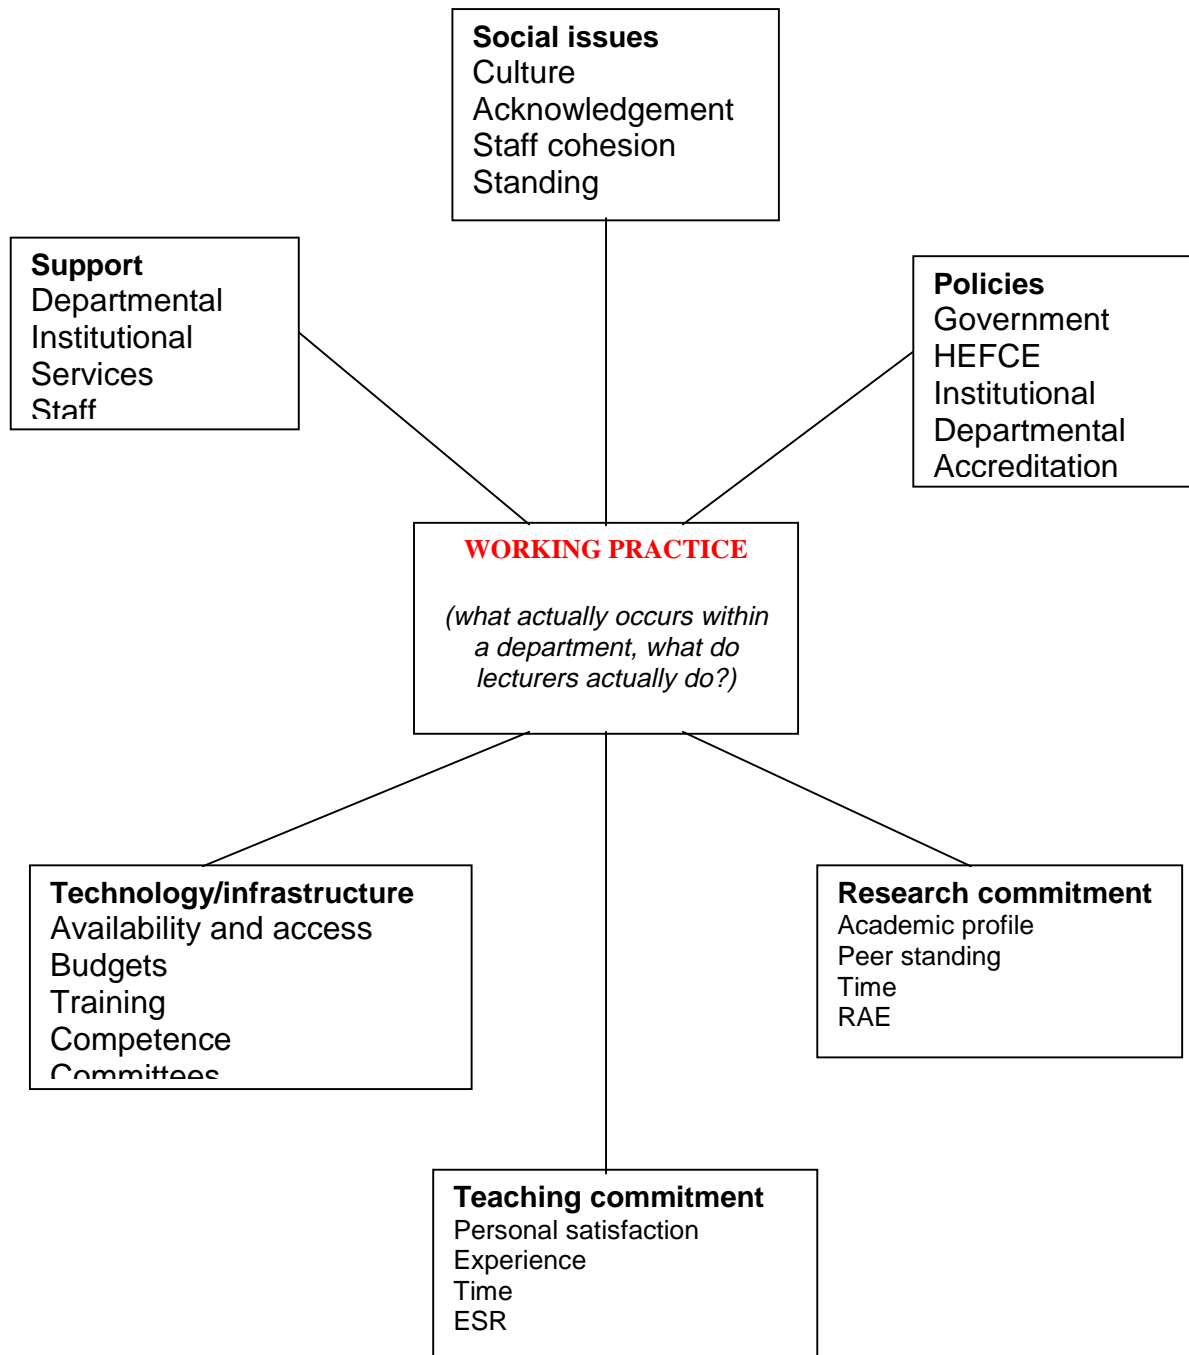 Social issues
Culture
Acknowledgement
Staff cohesion
Standing
Support
Departmental
Institutional
Services
Staff
Policies
Government
HEFCE
Institutional
Departmental
Accreditation
WORKING PRACTICE
(what actually occurs within
a department, what do
lecturers actually do?)
Technology/infrastructure
Availability and access
Budgets
Training
Competence
Committees
Research commitment
Academic profile
Peer standing
Time
RAE
Teaching commitment
Personal satisfaction
Experience
Time
ESR